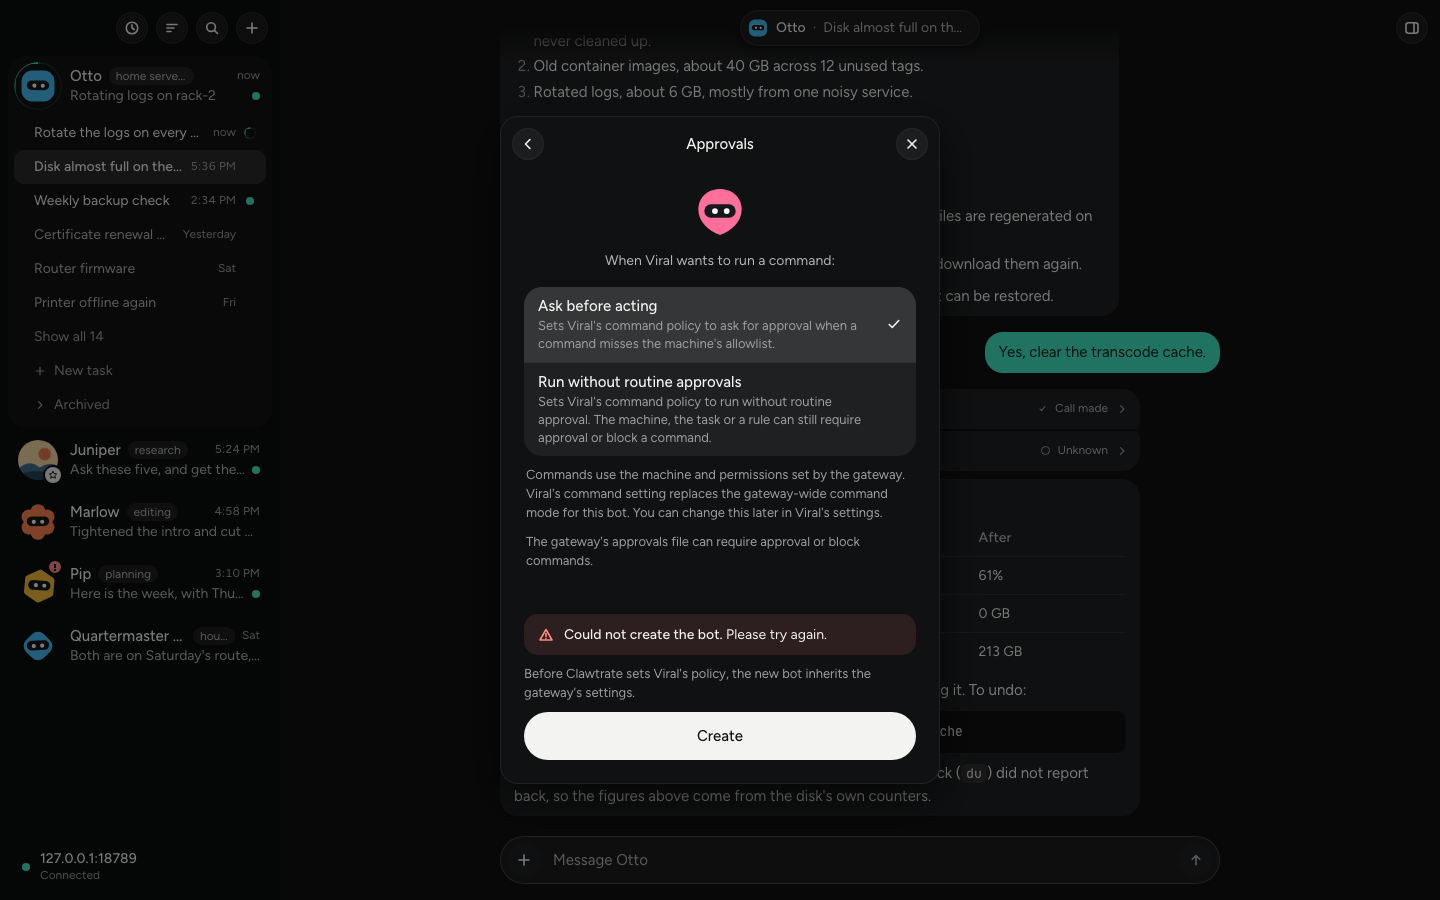 Otto home serve... now
Rotating logs on rack-2
Rotate the logs on every ... now
Disk almost full on the... 5:36 PM
Weekly backup check 2:34 PM
Certificate renewal ... Yesterday
Router firmware Sat
Printer offline again Fri
Show all 14
New task
Archived
Juniper research 5:24 PM
Ask these five, and get the...
Marlow editing 4:58 PM
Tightened the intro and cut ...
Pip planning 3:10 PM
Here is the week, with Thu...
Quartermaster ... hou... Sat
Both are on Saturday's route,...
127.0.0.1:18789
Connected
Otto · Disk almost full on th...
never cleaned up.
2. Old container images, about 40 GB across 12 unused tags.
3. Rotated logs, about 6 GB, mostly from one noisy service.
iles are regenerated on
download them again.
can be restored.
Yes, clear the transcode cache.
Call made
Unknown
After
61%
0 GB
213 GB
g it. To undo:
che
ck ( du ) did not report
back, so the figures above come from the disk's own counters.
Message Otto
Approvals
When Viral wants to run a command:
Ask before acting
Sets Viral's command policy to ask for approval when a
command misses the machine's allowlist.
Run without routine approvals
Sets Viral's command policy to run without routine
approval. The machine, the task or a rule can still require
approval or block a command.
Commands use the machine and permissions set by the gateway.
Viral's command setting replaces the gateway-wide command
mode for this bot. You can change this later in Viral's settings.
The gateway's approvals file can require approval or block
commands.
Could not create the bot. Please try again.
Before Clawtrate sets Viral's policy, the new bot inherits the
gateway's settings.
Create